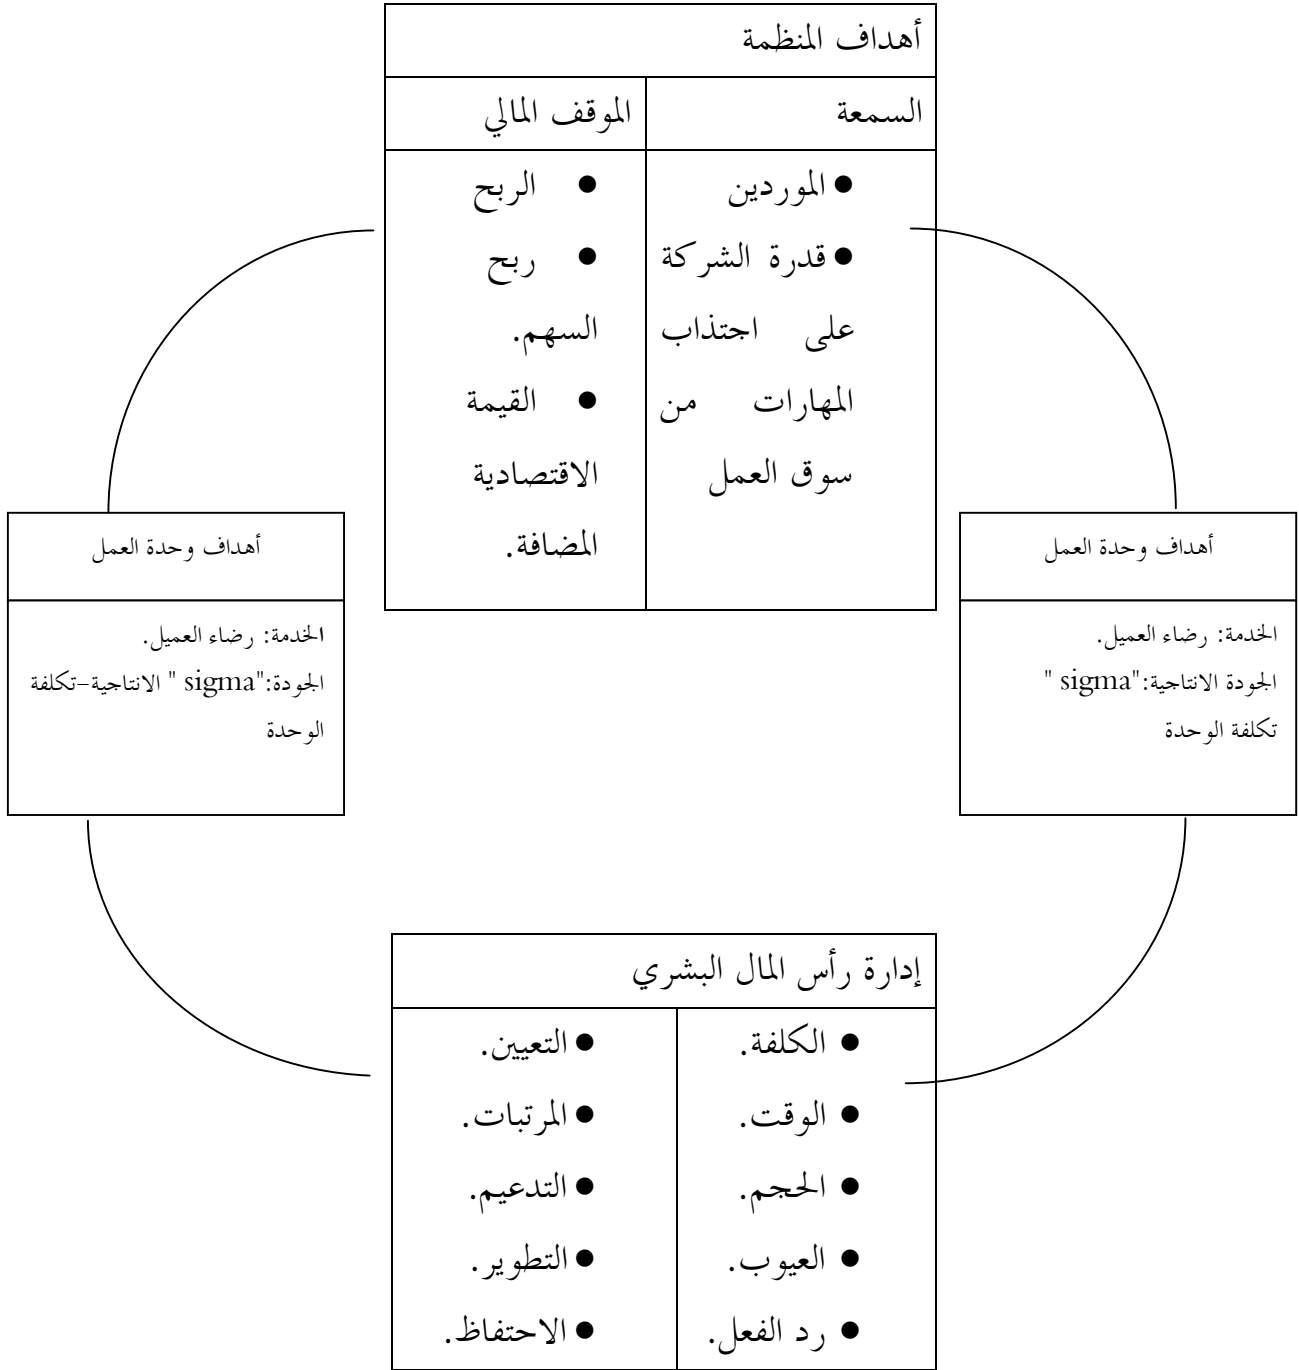 أهداف المنظمة
السمعة
الموقف المالي
● الموردين
● قدرة الشركة
على اجتذاب
المهارات من
سوق العمل
● الربح
● ربح
السهم.
● القيمة
الاقتصادية
المضافة.
أهداف وحدة العمل
الخدمة: رضاء العميل.
الجودة الانتاجية:"sigma "
تكلفة الوحدة
أهداف وحدة العمل
الخدمة: رضاء العميل.
الجودة:"sigma " الانتاجية-تكلفة
الوحدة
إدارة رأس المال البشري
● الكلفة.
● الوقت.
● الحجم.
● العيوب.
● رد الفعل.
● التعيين.
● المرتبات.
● التدعيم.
● التطوير.
● الاحتفاظ.